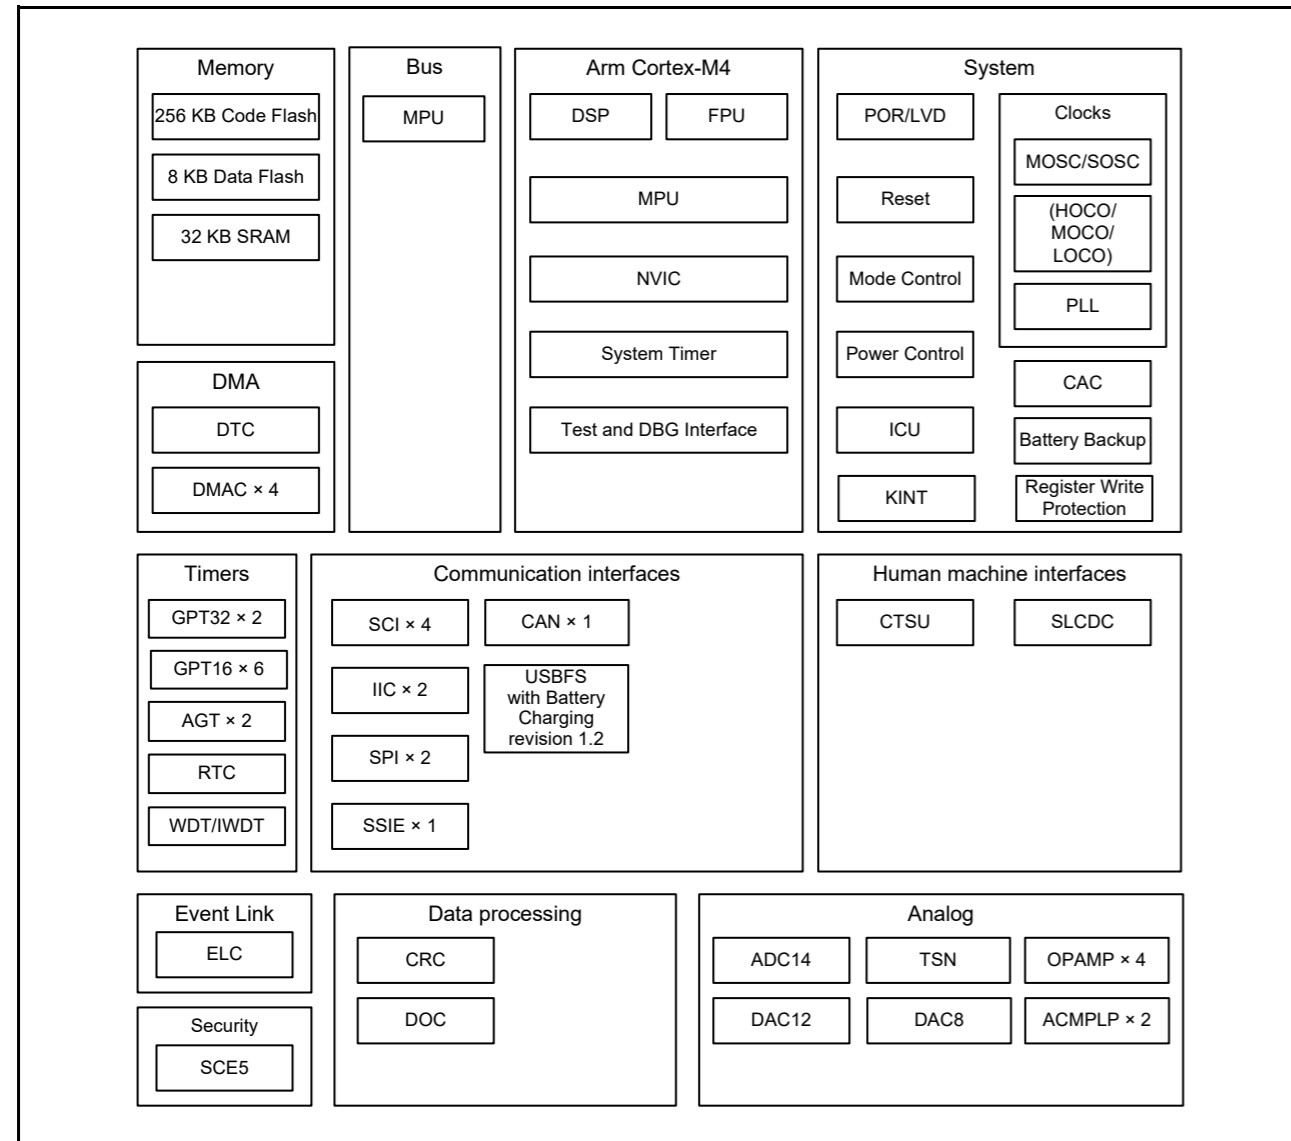 Memory
256 KB Code Flash
8 KB Data Flash
32 KB SRAM
DMA
DTC
DMAC × 4
Bus
MPU
Arm Cortex-M4
DSP
FPU
MPU
NVIC
System Timer
Test and DBG Interface
System
POR/LVD
Reset
Mode Control
Power Control
ICU
KINT
Clocks
MOSC/SOSC
(HOCO/
MOCO/
LOCO)
PLL
CAC
Battery Backup
Register Write
Protection
Timers
GPT32 × 2
GPT16 × 6
AGT × 2
RTC
WDT/IWDT
Communication interfaces
SCI × 4
IIC × 2
SPI × 2
SSIE × 1
CAN × 1
USBFS
with Battery
Charging
revision 1.2
Human machine interfaces
CTSU
SLCDC
Event Link
ELC
Security
SCE5
Data processing
CRC
DOC
Analog
ADC14
TSN
OPAMP × 4
DAC12
DAC8
ACMPLP × 2